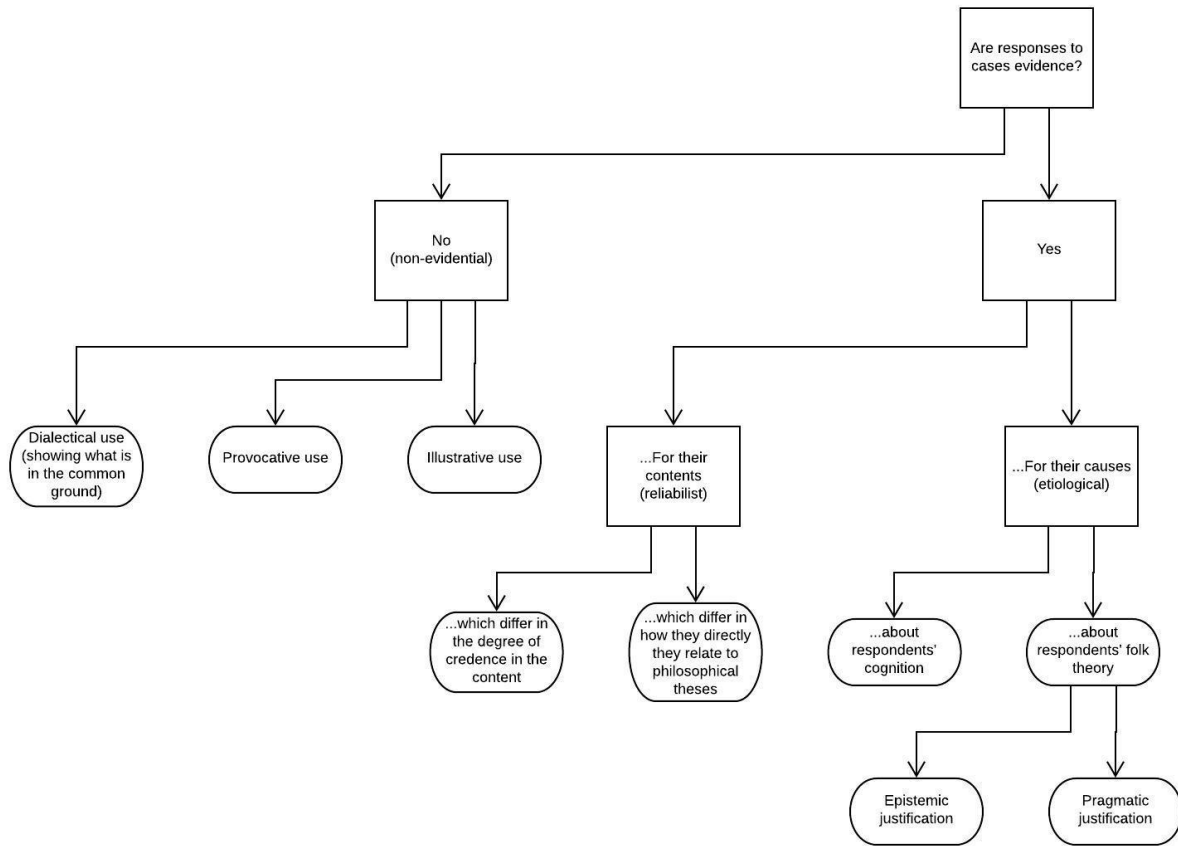 Are responses to
cases evidence?
No
(non-evidential)
Yes
Dialectical use
(showing what is
in the common
ground)
Provocative use
Illustrative use
...For their
contents
(reliabilist)
...For their causes
(etiological)
...which differ in
the degree of
credence in the
content
...which differ in
how they directly
they relate to
philosophical
theses
...about
respondents'
cognition
...about
respondents' folk
theory
Epistemic
justification
Pragmatic
justification